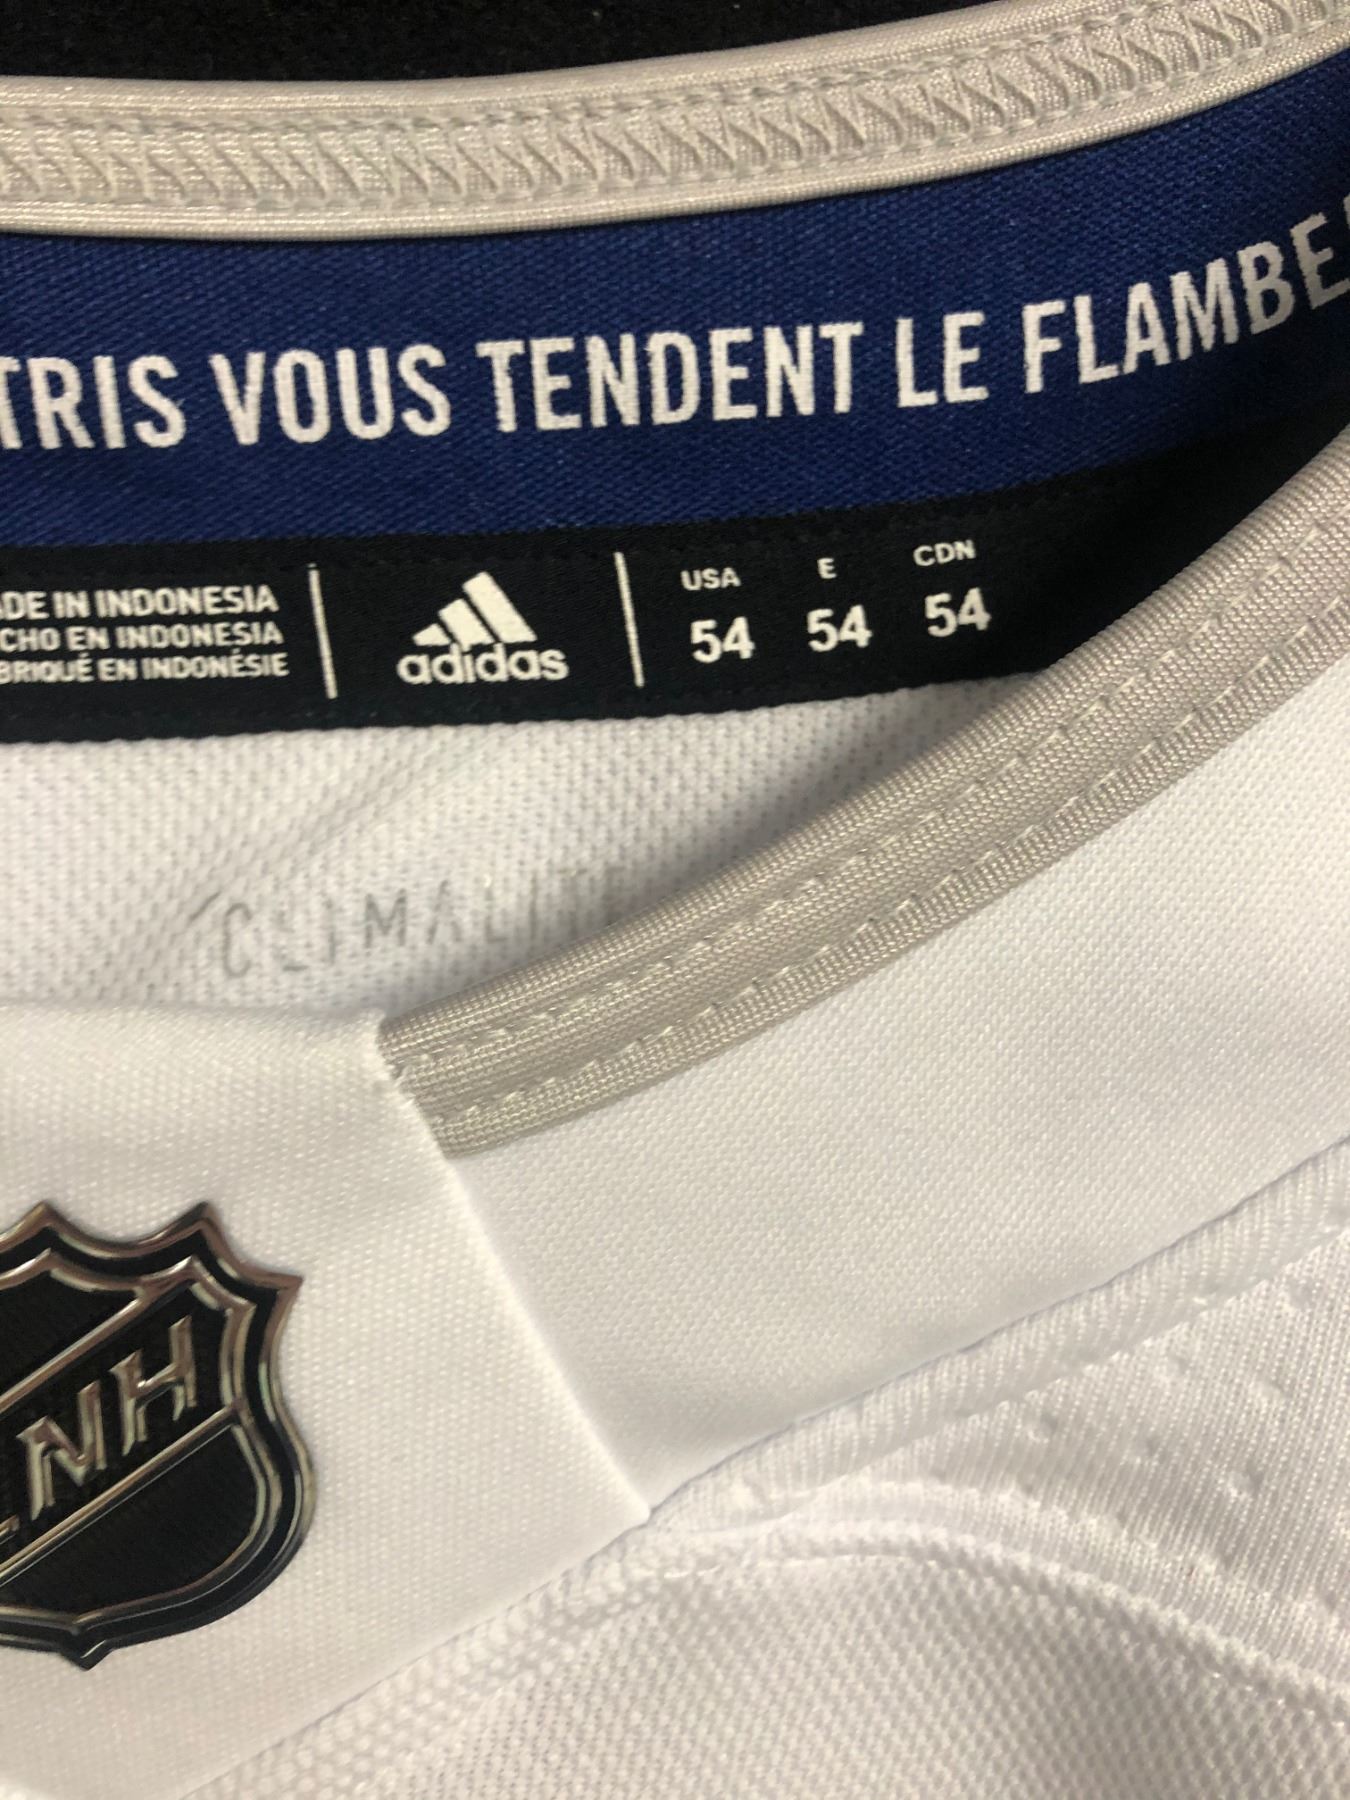 TRIS VOUS TENDENT LE FLAMBE
ADE IN INDONESIA
CHO EN INDONESIA
BRIQUÉ EN INDONÉSIE
adidas
USA E CDN
54 54 54
CLIMALIT
NH